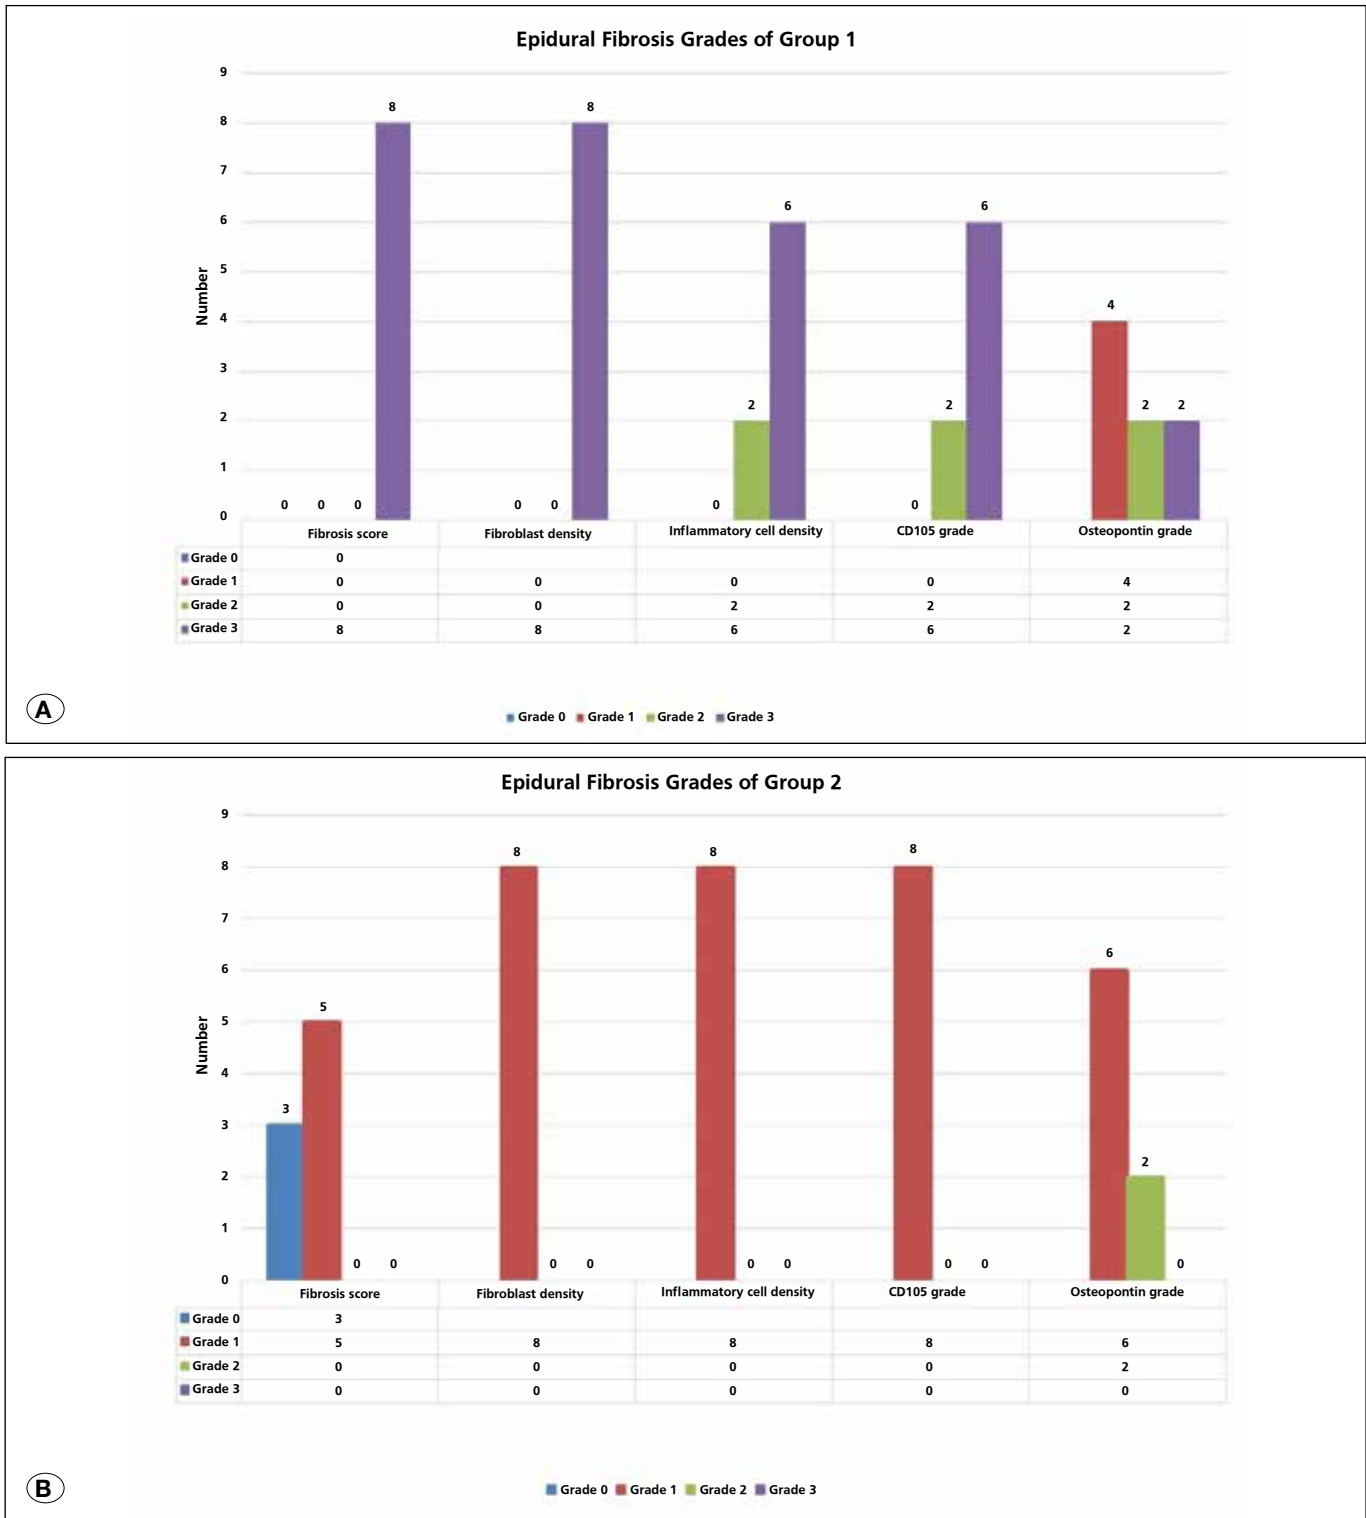 Epidural Fibrosis Grades of Group 1
9
8
7
6
5
4
3
2
1
0
Number
0 0 0 8
0 0 8
0 2 6
0 2 6
4 2 2
Fibrosis score Fibroblast density Inflammatory cell density CD105 grade Osteopontin grade
Grade 0 0
Grade 1 0 0 0 0 4
Grade 2 0 0 2 2 2
Grade 3 8 8 6 6 2
A
Grade 0 Grade 1 Grade 2 Grade 3
Epidural Fibrosis Grades of Group 2
9
8
7
6
5
4
3
2
1
0
Number
3 5 0 0
8 0 0
8 0 0
8 0 0
6 2 0
Fibrosis score Fibroblast density Inflammatory cell density CD105 grade Osteopontin grade
Grade 0 3
Grade 1 5 8 8 8 6
Grade 2 0 0 0 0 2
Grade 3 0 0 0 0 0
B
Grade 0 Grade 1 Grade 2 Grade 3